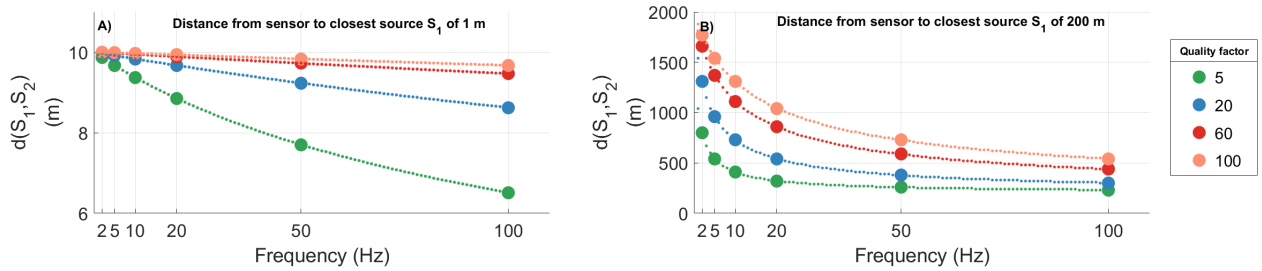 A)
Distance from sensor to closest source S1 of 1 m
d(S1,S2)
(m)
10
8
6
2 5 10 20 50 100
Frequency (Hz)
B)
Distance from sensor to closest source S1 of 200 m
d(S1,S2)
(m)
2000
1500
1000
500
0
2 5 10 20 50 100
Frequency (Hz)
Quality factor
5
20
60
100